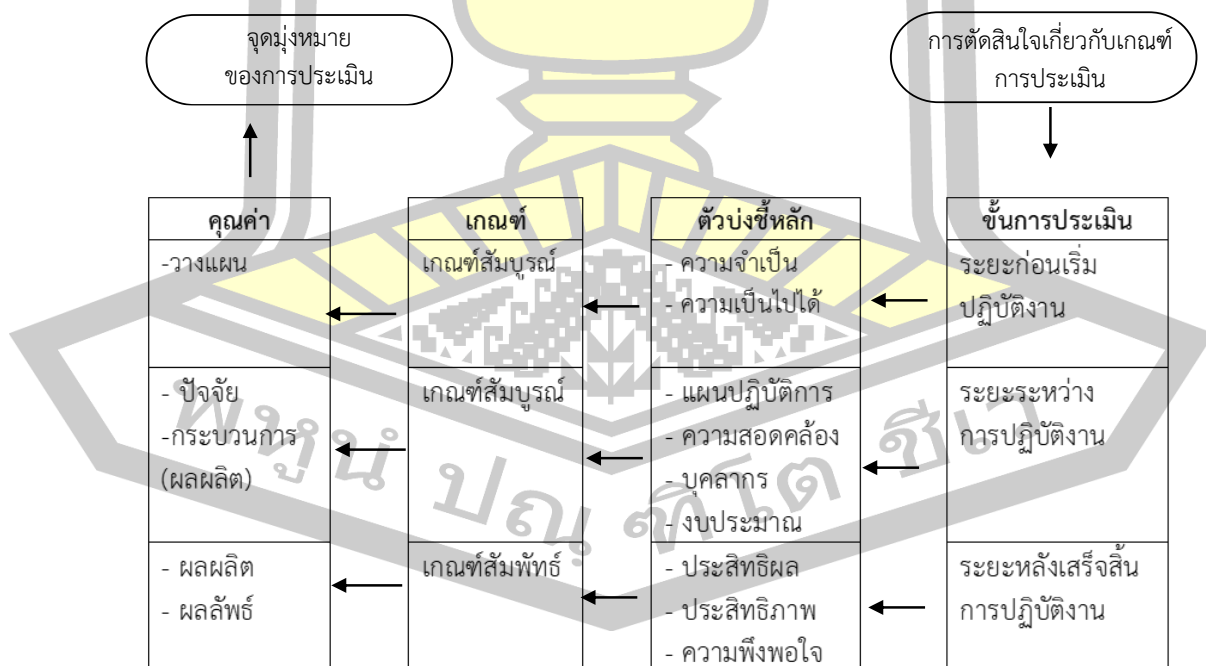 จุดมุ่งหมาย
ของการประเมิน
การตัดสินใจเกี่ยวกับเกณฑ์
การประเมิน
คุณค่า
-วางแผน
- ปัจจัย
-กระบวนการ
(ผลผลิต)
- ผลผลิต
- ผลลัพธ์
เกณฑ์
เกณฑ์สัมบูรณ์
เกณฑ์สัมบูรณ์
เกณฑ์สัมพัทธ์
ตัวบ่งชี้หลัก
- ความจำเป็น
- ความเป็นไปได้
- แผนปฏิบัติการ
- ความสอดคล้อง
- บุคลากร
- งบประมาณ
- ประสิทธิผล
- ประสิทธิภาพ
- ความพึงพอใจ
ขั้นการประเมิน
ระยะก่อนเริ่ม
ปฏิบัติงาน
ระยะระหว่าง
การปฏิบัติงาน
ระยะหลังเสร็จสิ้น
การปฏิบัติงาน
พหูนํ ปณฺฑิโต ชีเว